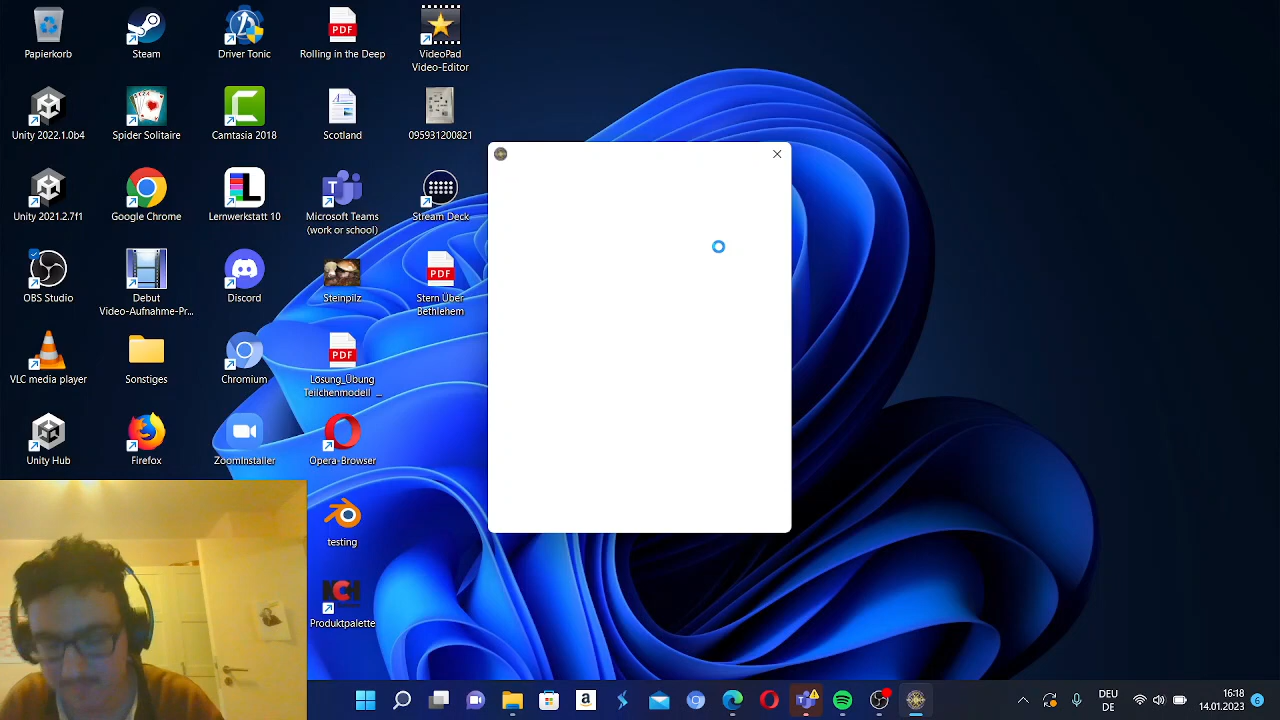 Papierkorb
Steam
Driver Tonic
PDF
Rolling in the Deep
VideoPad
Video-Editor
Unity 2022.1.0b4
Spider Solitaire
Camtasia 2018
Scotland
095931200821
Unity 2021.2.7f1
Google Chrome
Lernwerkstatt 10
Microsoft Teams
(work or school)
Stream Deck
OBS Studio
Debut
Video-Aufnahme-Pr...
Discord
Steinpilz
PDF
Stern Über
Bethlehem
VLC media player
Sonstiges
Chromium
PDF
Lösung_Übung
Teilchenmodell _...
Unity Hub
Firefox
ZoomInstaller
Opera-Browser
testing
NCH
Produktpalette
DEU
DE
16:18
14.01.2023
6